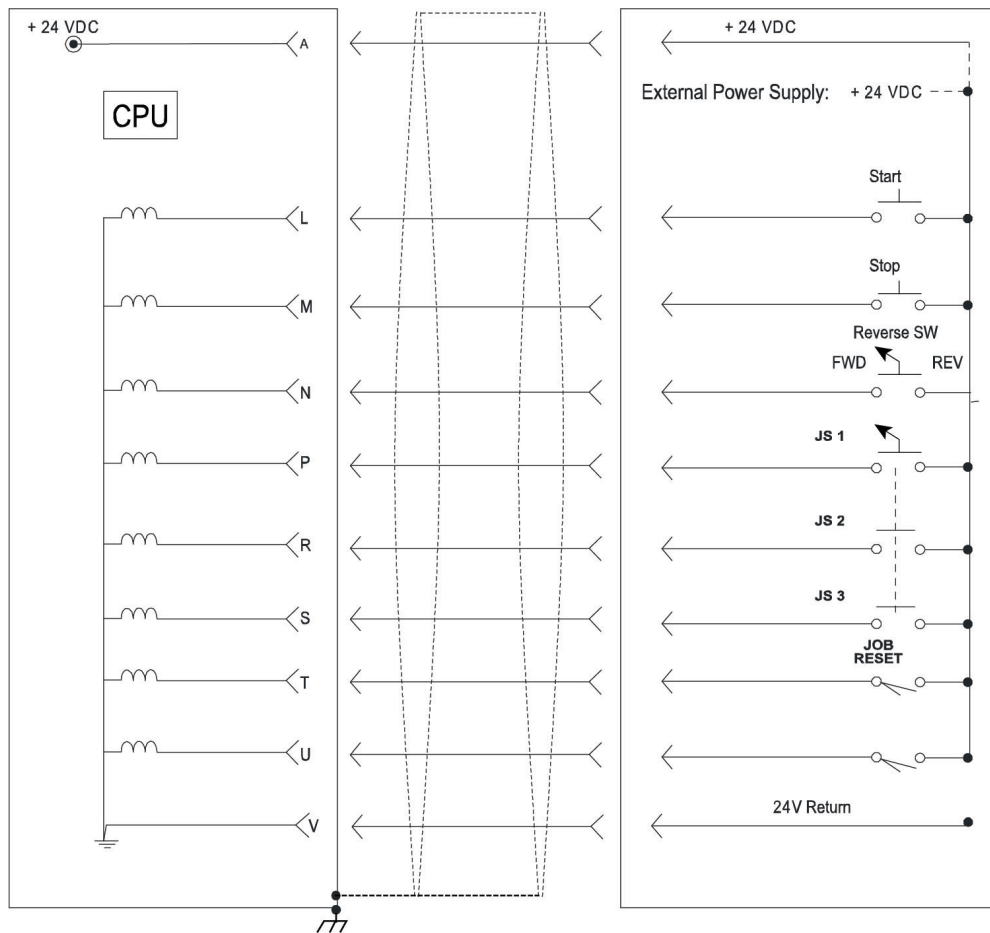 + 24 VDC
A
+ 24 VDC
External Power Supply: + 24 VDC
CPU
Start
L
Stop
M
Reverse SW
FWD REV
N
JS 1
P
JS 2
R
JS 3
S
JOB
RESET
T
U
24V Return
V